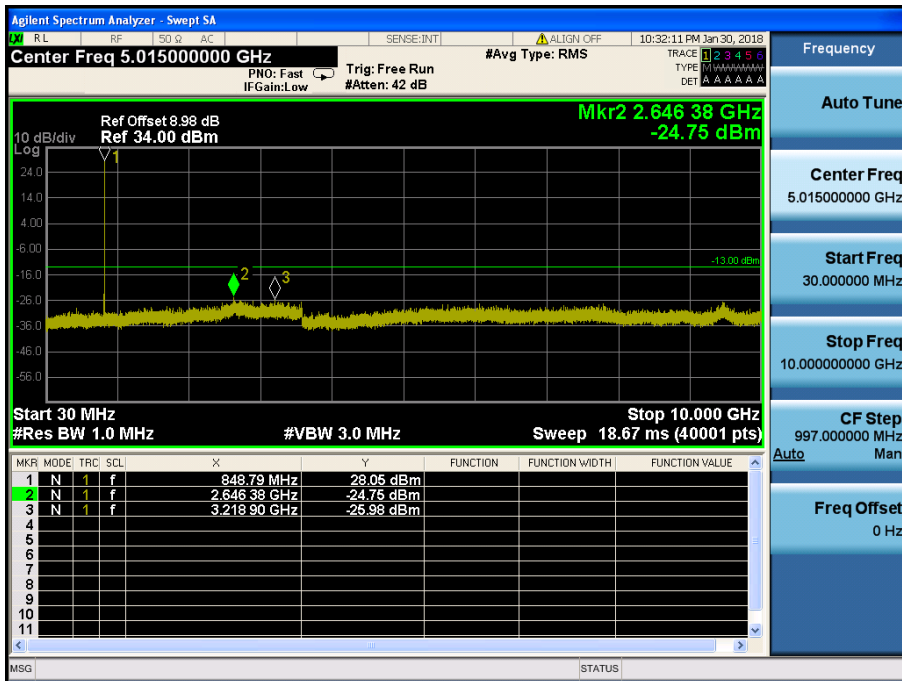 Agilent Spectrum Analyzer - Swept SA
LXI RL RF 50 Ω AC SENSE:INT ALIGN OFF 10:32:11 PM Jan 30, 2018
Center Freq 5.015000000 GHz #Avg Type: RMS TRACE 1 2 3 4 5 6
PNO: Fast Trig: Free Run TYPE MWWWWW
IFGain:Low #Atten: 42 dB DET A A A A A A
Mkr2 2.646 38 GHz
-24.75 dBm
Ref Offset 8.98 dB
10 dB/div Ref 34.00 dBm
Log
1
24.0
14.0
4.00
-6.00
-13.00 dBm
-16.0
2
3
-26.0
-36.0
-46.0
-56.0
Start 30 MHz Stop 10.000 GHz
#Res BW 1.0 MHz #VBW 3.0 MHz Sweep 18.67 ms (40001 pts)
MKR MODE TRC SCL X Y FUNCTION FUNCTION WIDTH FUNCTION VALUE
1 N 1 f 848.79 MHz 28.05 dBm
2 N 1 f 2.646 38 GHz -24.75 dBm
3 N 1 f 3.218 90 GHz -25.98 dBm
4
5
6
7
8
9
10
11
MSG STATUS
Frequency
Auto Tune
Center Freq
5.015000000 GHz
Start Freq
30.000000 MHz
Stop Freq
10.000000000 GHz
CF Step
997.000000 MHz
Auto Man
Freq Offset
0 Hz